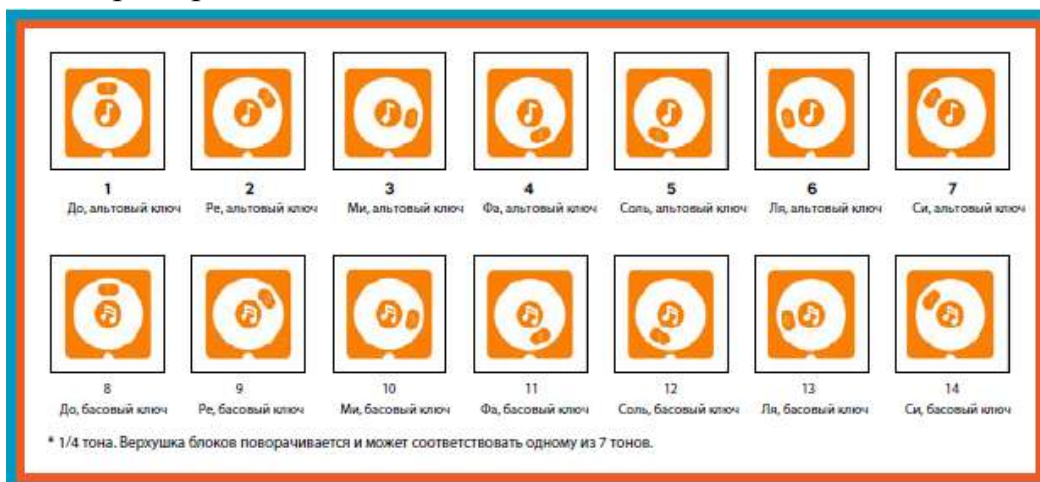 1 2 3 4 5 6 7
До, альтовый ключ Ре, альтовый ключ Ми, альтовый ключ Фа, альтовый ключ Соль, альтовый ключ Ля, альтовый ключ Си, альтовый ключ
8 9 10 11 12 13 14
До, басовый ключ Ре, басовый ключ Ми, басовый ключ Фа, басовый ключ Соль, басовый ключ Ля, басовый ключ Си, басовый ключ
* 1/4 тона. Верхушка блоков поворачивается и может соответствовать одному из 7 тонов.